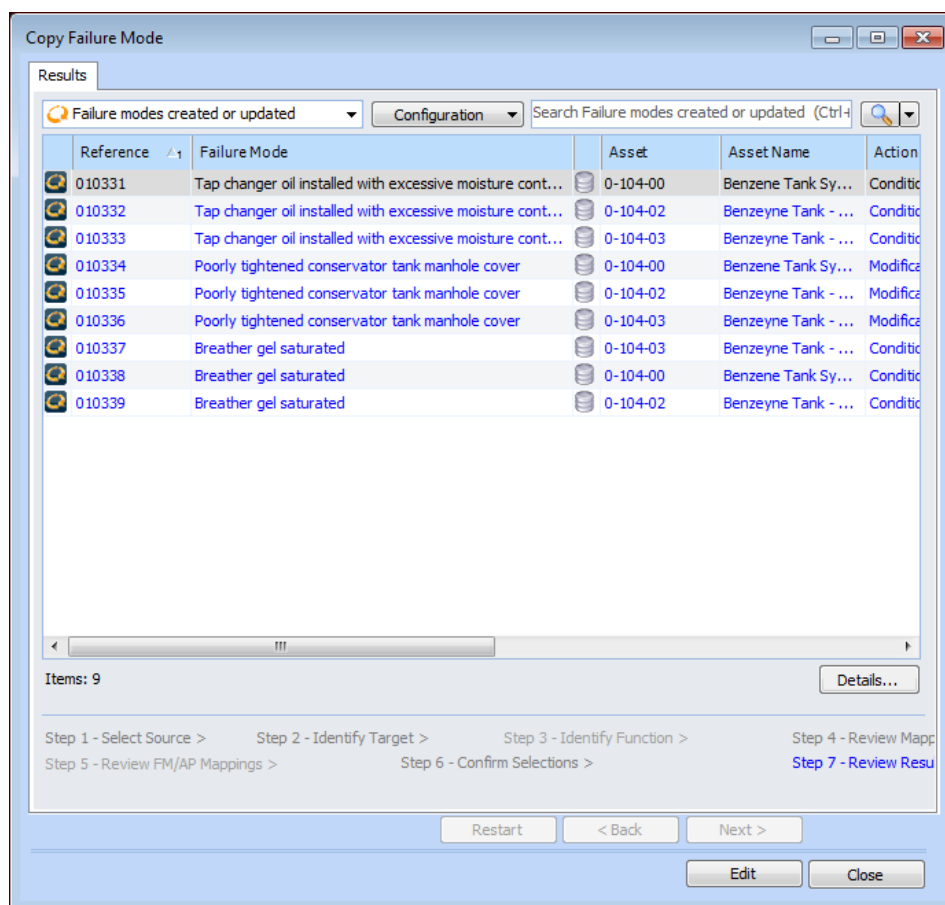 Copy Failure Mode
Results
Failure modes created or updated Configuration Search Failure modes created or updated (Ctrl+
Reference 1 Failure Mode Asset Asset Name Action
010331 Tap changer oil installed with excessive moisture cont... 0-104-00 Benzene Tank Sy... Conditic
010332 Tap changer oil installed with excessive moisture cont... 0-104-02 Benzeyne Tank - ... Conditic
010333 Tap changer oil installed with excessive moisture cont... 0-104-03 Benzeyne Tank - ... Conditic
010334 Poorly tightened conservator tank manhole cover 0-104-00 Benzene Tank Sy... Modifica
010335 Poorly tightened conservator tank manhole cover 0-104-02 Benzeyne Tank - ... Modifica
010336 Poorly tightened conservator tank manhole cover 0-104-03 Benzeyne Tank - ... Modifica
010337 Breather gel saturated 0-104-03 Benzeyne Tank - ... Conditic
010338 Breather gel saturated 0-104-00 Benzene Tank Sy... Conditic
010339 Breather gel saturated 0-104-02 Benzeyne Tank - ... Conditic
Items: 9 Details...
Step 1 - Select Source > Step 2 - Identify Target > Step 3 - Identify Function > Step 4 - Review Mapp
Step 5 - Review FM/AP Mappings > Step 6 - Confirm Selections > Step 7 - Review Resu
Restart < Back Next >
Edit Close